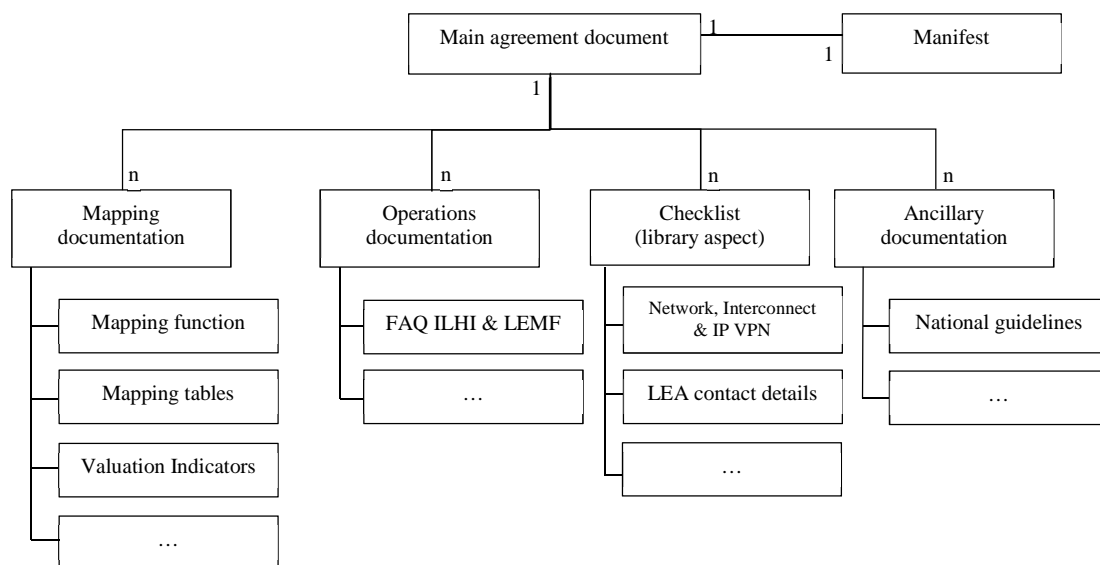 Main agreement document
1
1
Manifest
1
n
n
n
n
Mapping
documentation
Operations
documentation
Checklist
(library aspect)
Ancillary
documentation
Mapping function
Mapping tables
Valuation Indicators
…
FAQ ILHI & LEMF
…
Network, Interconnect
& IP VPN
LEA contact details
…
National guidelines
…